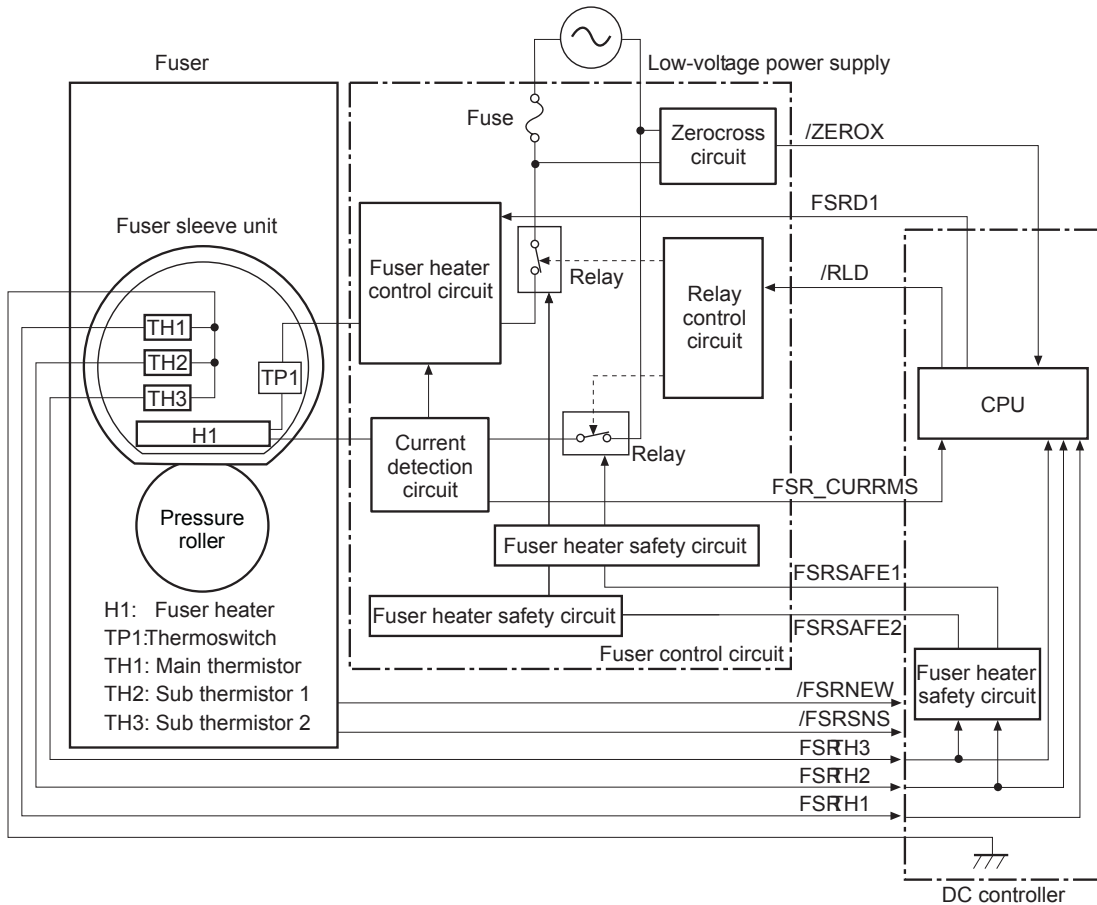 Fuser
Low-voltage power supply
Fuse
Zerocross
circuit
/ZEROX
FSRD1
Fuser sleeve unit
Fuser heater
control circuit
Relay
Relay
control
circuit
/RLD
TH1
TH2
TH3
TP1
H1
CPU
Current
detection
circuit
Relay
FSR_CURRMS
Pressure
roller
Fuser heater safety circuit
FSRSAFE1
Fuser heater safety circuit
FSRSAFE2
Fuser control circuit
Fuser heater
safety circuit
H1: Fuser heater
TP1:Thermoswitch
TH1: Main thermistor
TH2: Sub thermistor 1
TH3: Sub thermistor 2
/FSRNEW
/FSRSNS
FSRTH3
FSRTH2
FSRTH1
DC controller